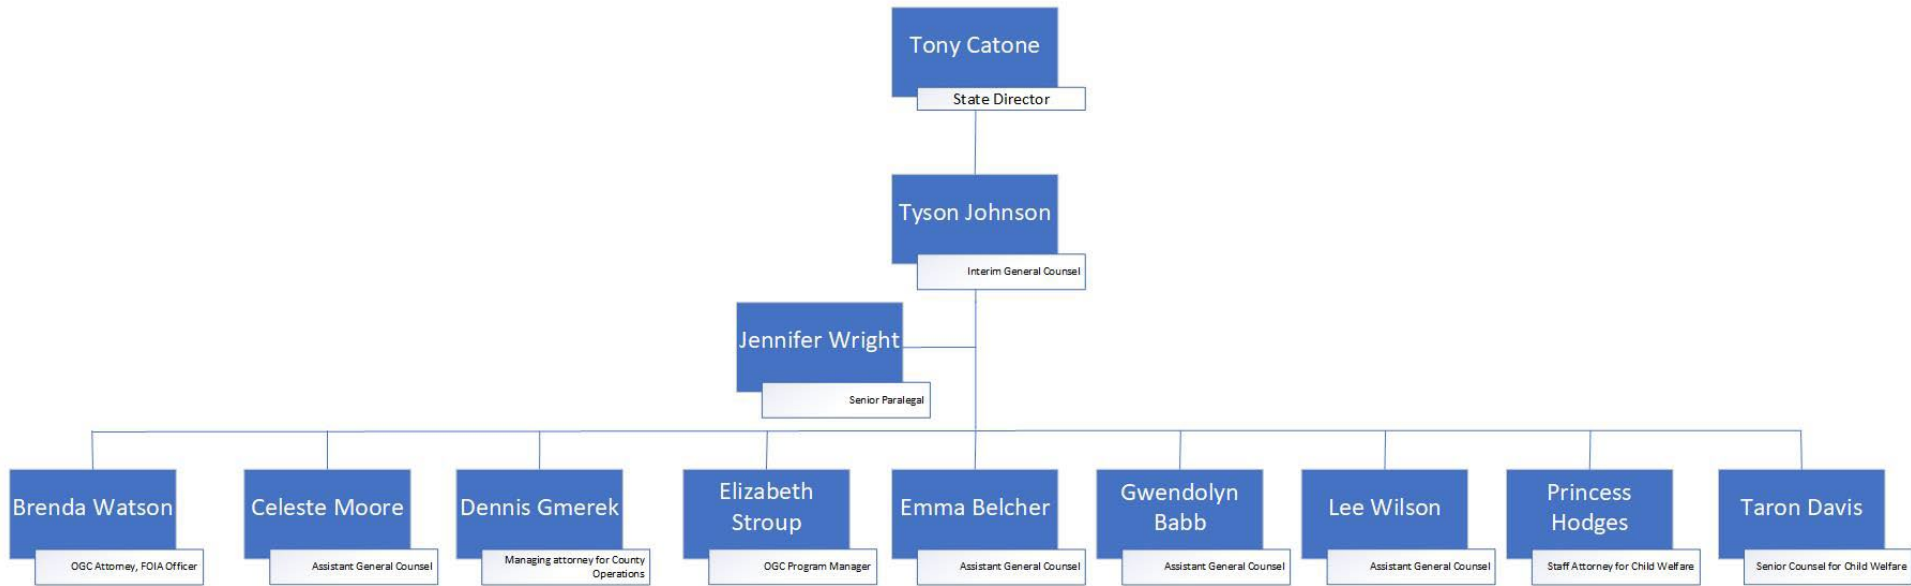 Tony Catone
State Director
Tyson Johnson
Interim General Counsel
Jennifer Wright
Senior Paralegal
Brenda Watson
OGC Attorney, FOIA Officer
Celeste Moore
Assistant General Counsel
Dennis Gmerek
Managing attorney for County
Operations
Elizabeth
Stroup
OGC Program Manager
Emma Belcher
Assistant General Counsel
Gwendolyn
Babb
Assistant General Counsel
Lee Wilson
Assistant General Counsel
Princess
Hodges
Staff Attorney for Child Welfare
Taron Davis
Senior Counsel for Child Welfare